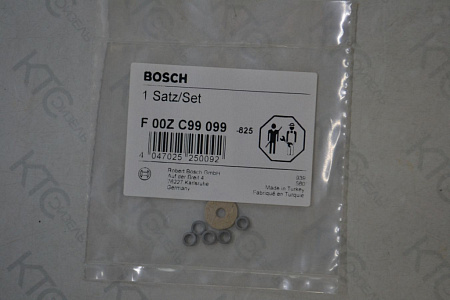 BOSCH
1 Satz/Set
F 00Z C99 099
.825
4 047025 250092
Robert Bosch GmbH
Auf der Breit 4
76227 Karlsruhe
Germany
Made in Turkey
Fabriqué en Turquie
KTC